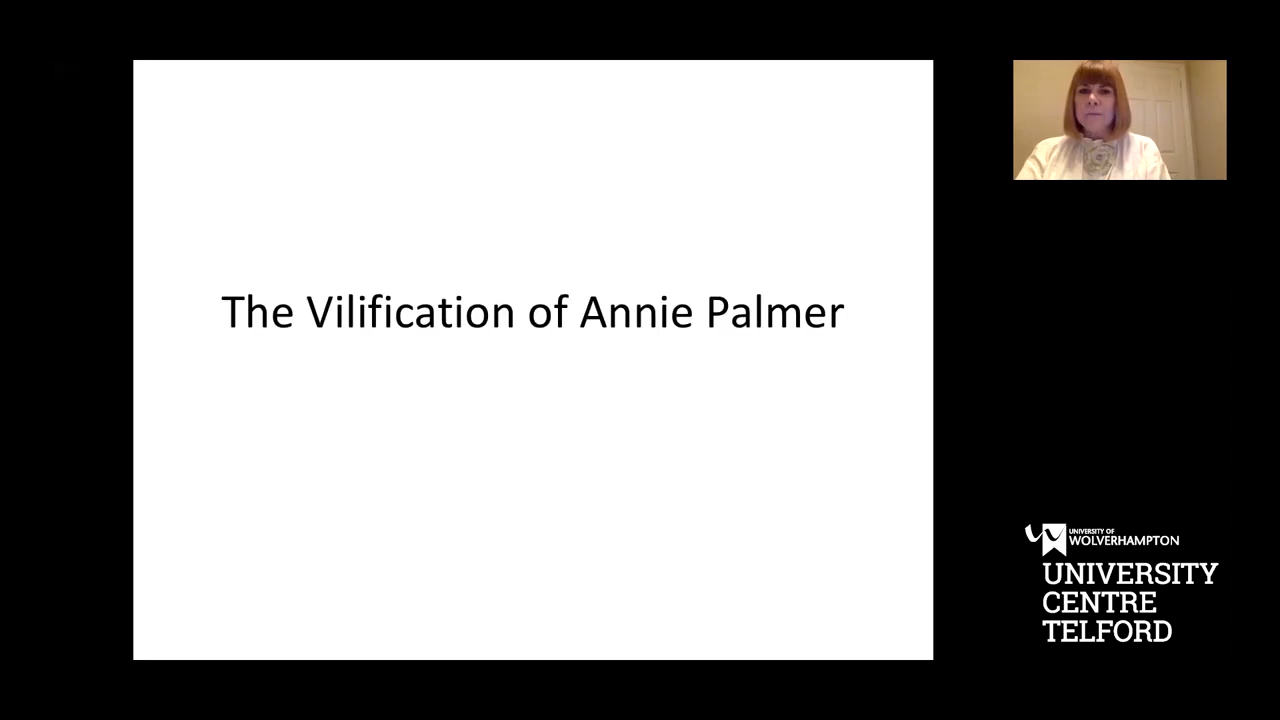 The Vilification of Annie Palmer
UNIVERSITY OF
WOLVERHAMPTON
UNIVERSITY
CENTRE
TELFORD